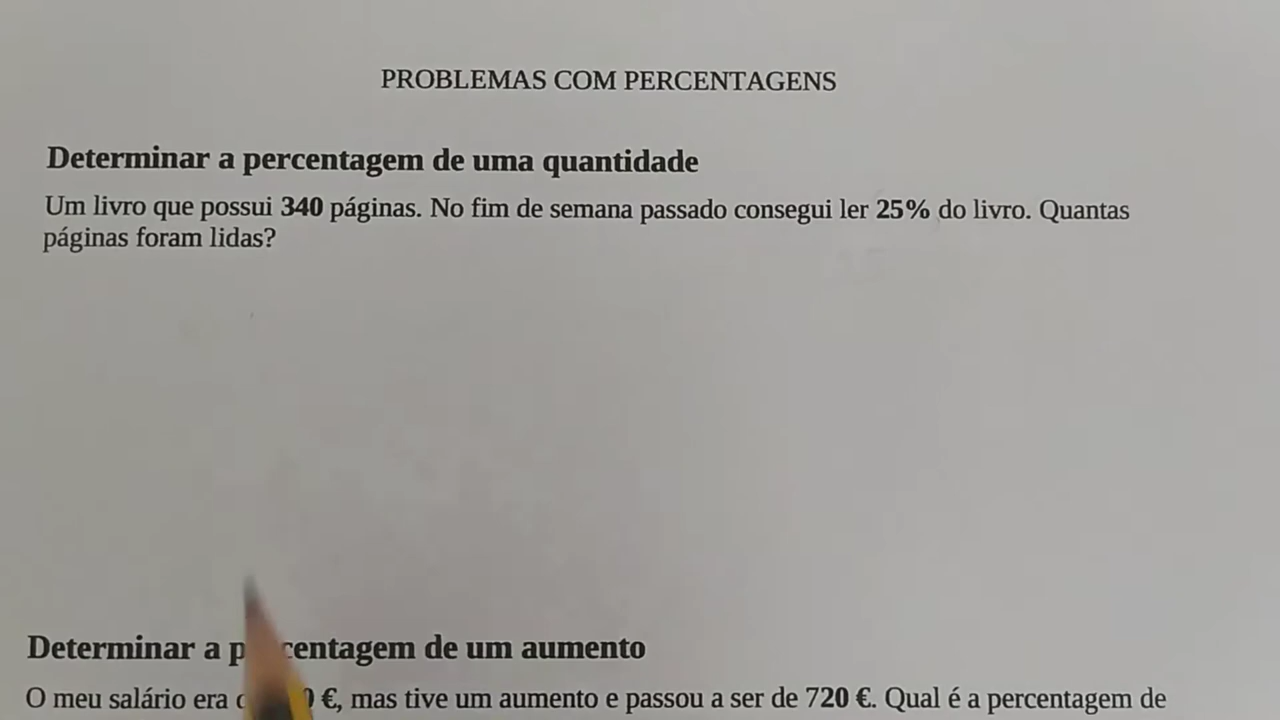 PROBLEMAS COM PERCENTAGENS
Determinar a percentagem de uma quantidade
Um livro que possui 340 páginas. No fim de semana passado consegui ler 25% do livro. Quantas
páginas foram lidas?
Determinar a percentagem de um aumento
O meu salário era €, mas tive um aumento e passou a ser de 720 €. Qual é a percentagem de